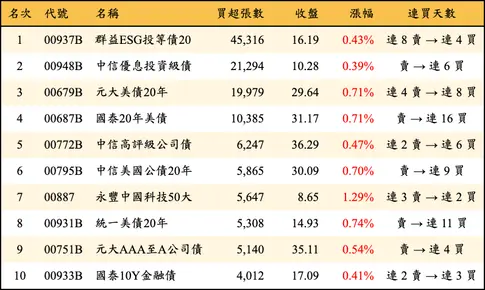 名次 代號 名稱 買超張數 收盤 漲幅 連買天數
1 00937B 群益ESG投等債20 45,316 16.19 0.43% 連 8 賣 → 連 4 買
2 00948B 中信優息投資級債 21,294 10.28 0.39% 賣 → 連 6 買
3 00679B 元大美債20年 19,979 29.64 0.71% 連 4 賣 → 連 8 買
4 00687B 國泰20年美債 10,385 31.17 0.71% 賣 → 連 16 買
5 00772B 中信高評級公司債 6,247 36.29 0.47% 連 2 賣 → 連 6 買
6 00795B 中信美國公債20年 5,865 30.09 0.70% 賣 → 連 9 買
7 00887 永豐中國科技50大 5,647 8.65 1.29% 連 3 賣 → 連 2 買
8 00931B 統一美債20年 5,308 14.93 0.74% 賣 → 連 11 買
9 00751B 元大AAA至A公司債 5,140 35.11 0.54% 賣 → 連 4 買
10 00933B 國泰10Y金融債 4,012 17.09 0.41% 連 2 賣 → 連 3 買